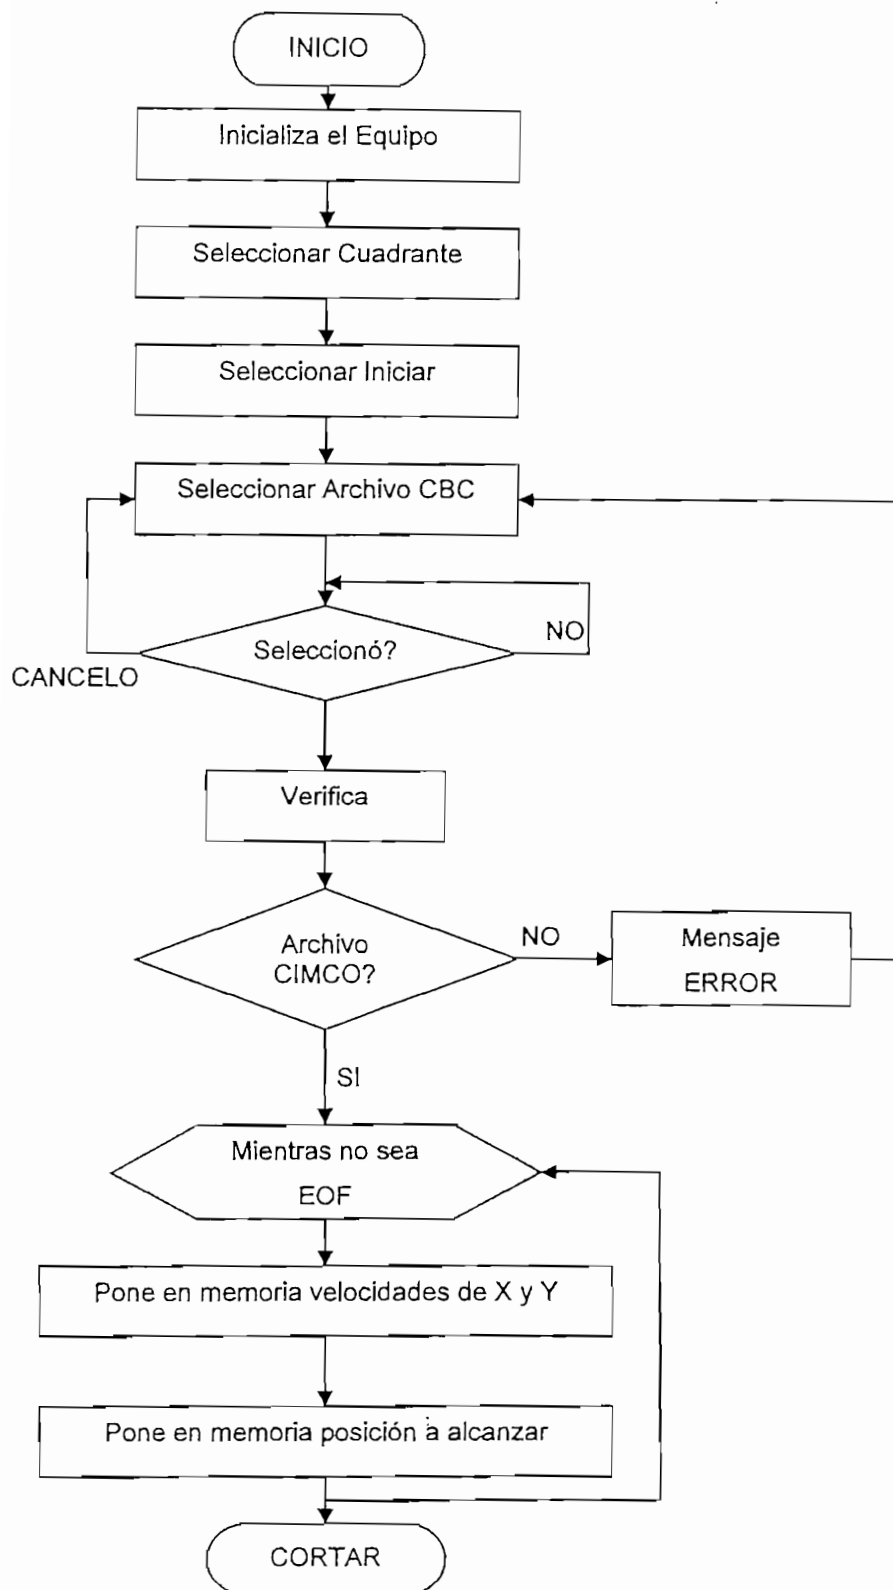 INICIO
Inicializa el Equipo
Seleccionar Cuadrante
Seleccionar Iniciar
Seleccionar Archivo CBC
Seleccionó?
NO
CANCELO
Verifica
Archivo
CIMCO?
NO
Mensaje
ERROR
SI
Mientras no sea
EOF
Pone en memoria velocidades de X y Y
Pone en memoria posición a alcanzar
CORTAR